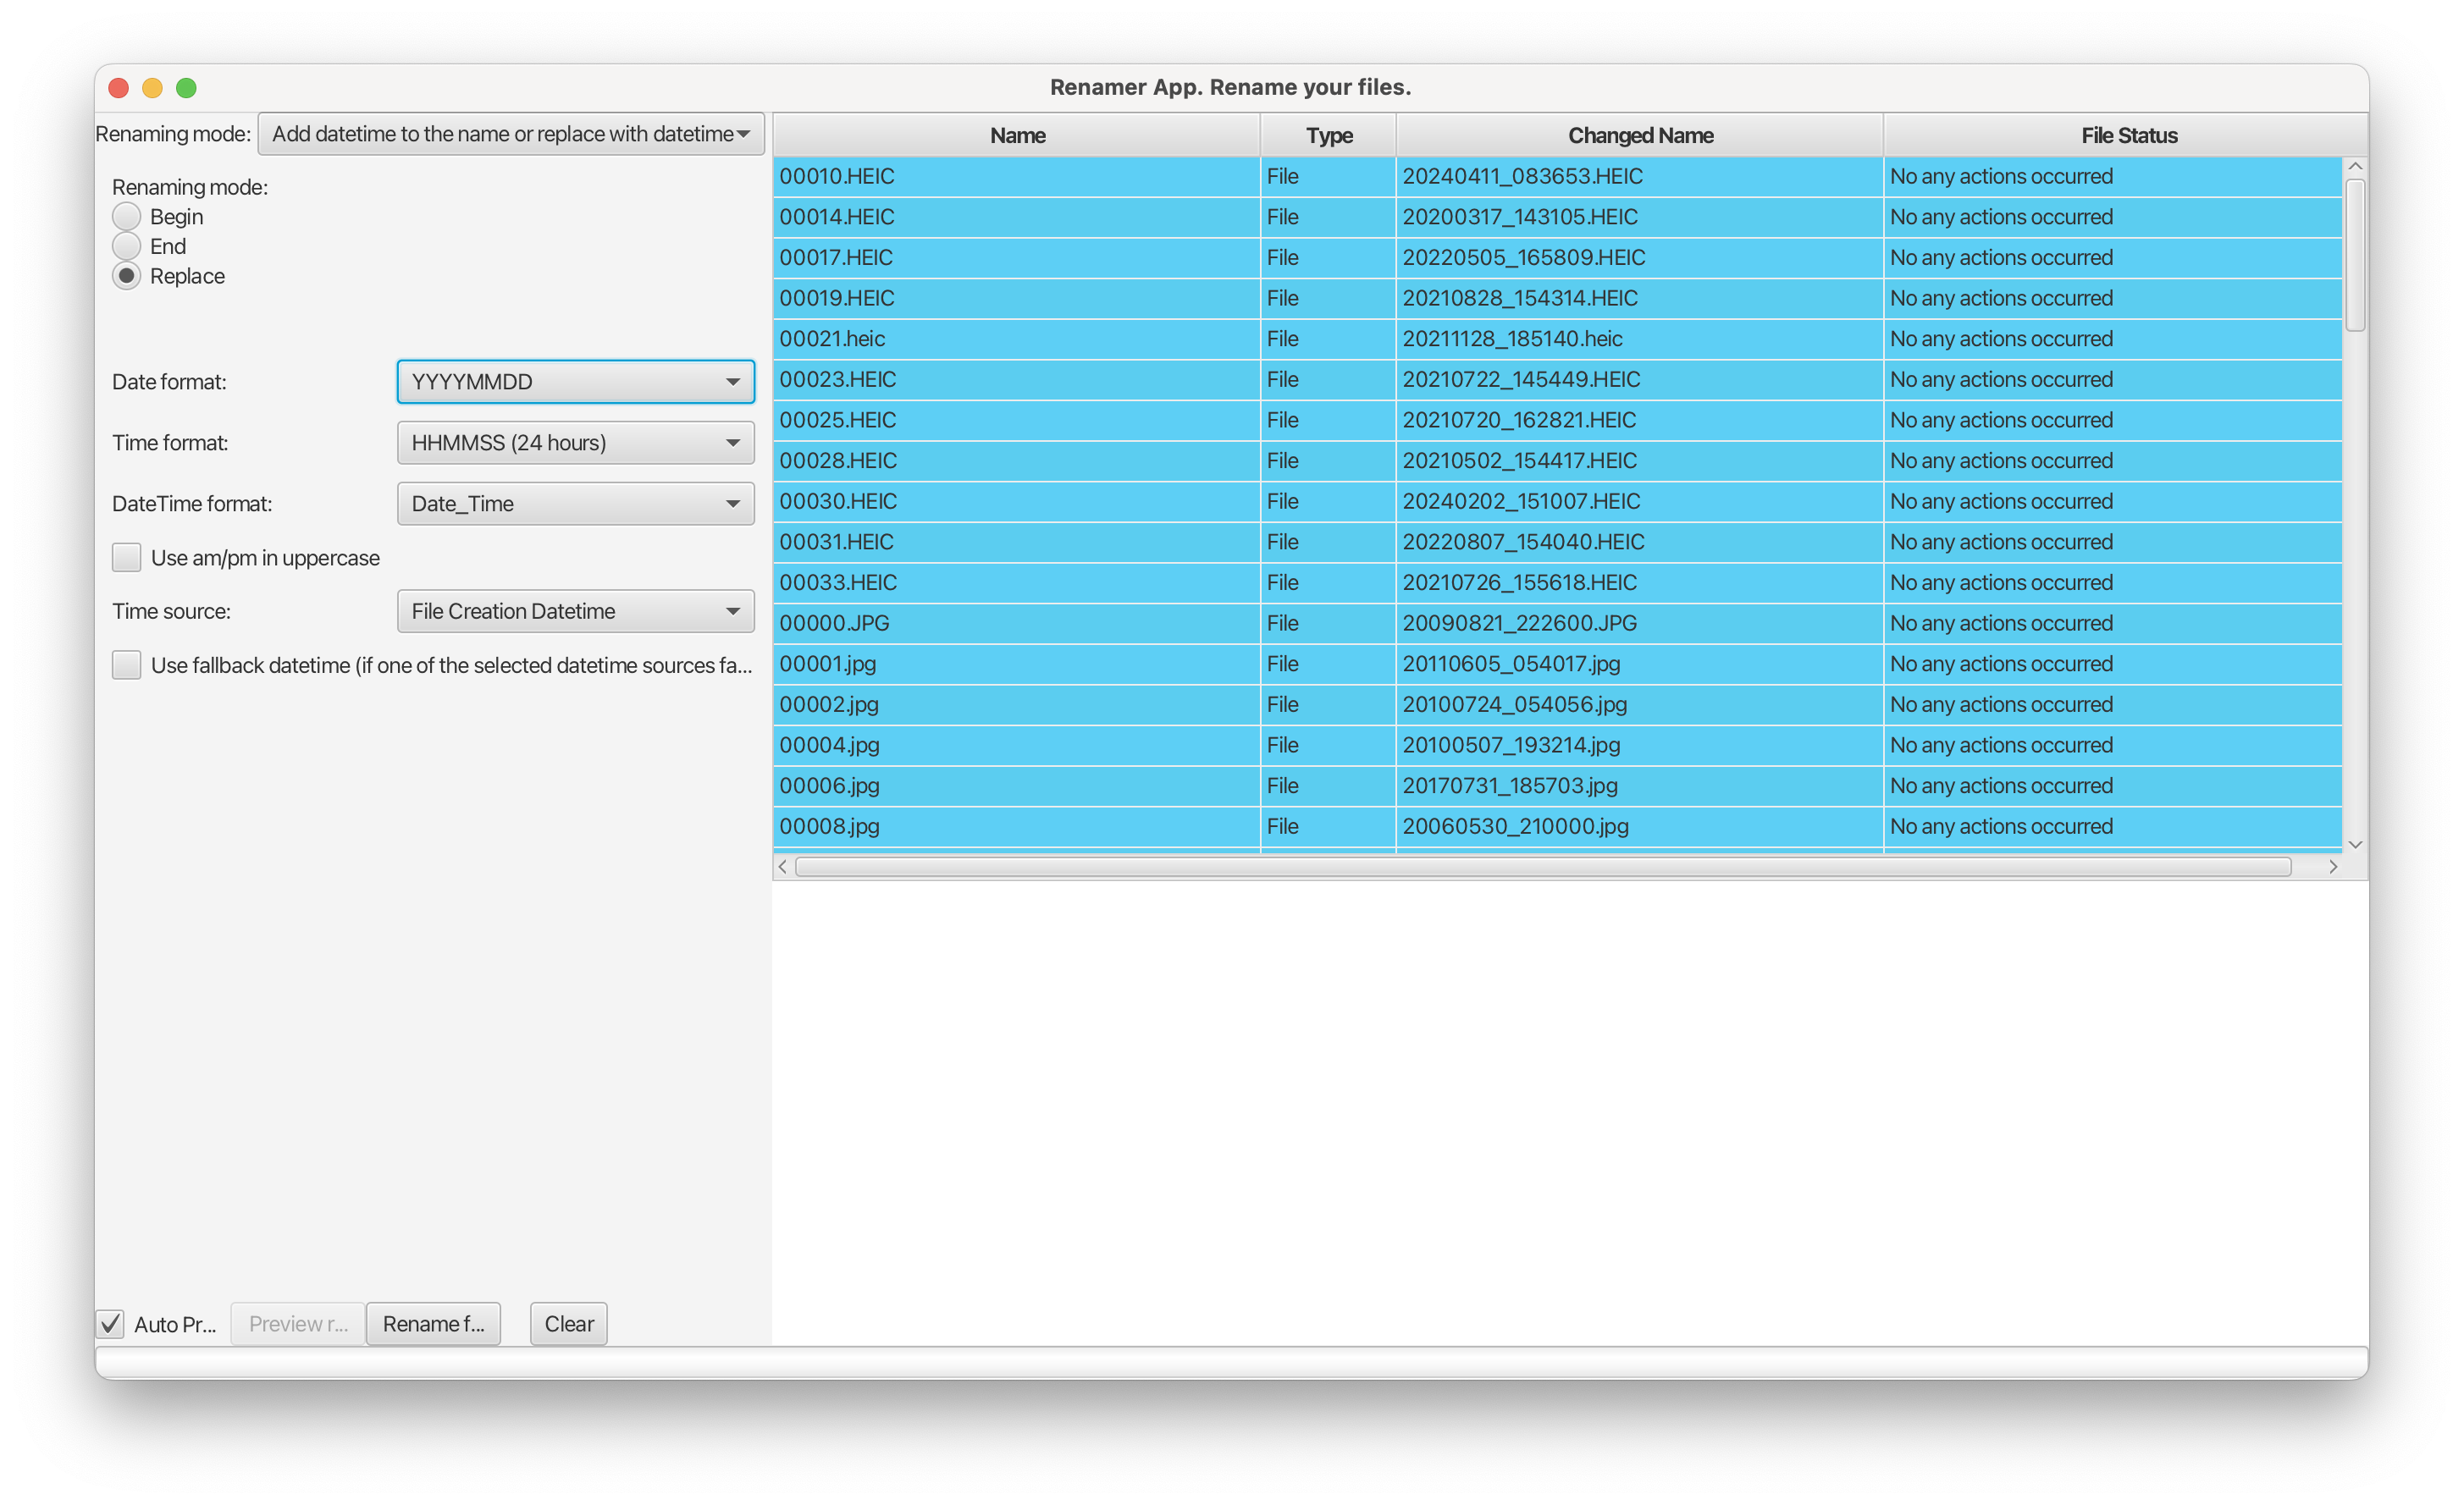 Renamer App. Rename your files.
Renaming mode: Add datetime to the name or replace with datetime
Renaming mode:
Begin
End
Replace
Date format: YYYYMMDD
Time format: HHMMSS (24 hours)
DateTime format: Date_Time
Use am/pm in uppercase
Time source: File Creation Datetime
Use fallback datetime (if one of the selected datetime sources fa...
Auto Pr... Preview r... Rename f... Clear
Name Type Changed Name File Status
00010.HEIC File 20240411_083653.HEIC No any actions occurred
00014.HEIC File 20200317_143105.HEIC No any actions occurred
00017.HEIC File 20220505_165809.HEIC No any actions occurred
00019.HEIC File 20210828_154314.HEIC No any actions occurred
00021.heic File 20211128_185140.heic No any actions occurred
00023.HEIC File 20210722_145449.HEIC No any actions occurred
00025.HEIC File 20210720_162821.HEIC No any actions occurred
00028.HEIC File 20210502_154417.HEIC No any actions occurred
00030.HEIC File 20240202_151007.HEIC No any actions occurred
00031.HEIC File 20220807_154040.HEIC No any actions occurred
00033.HEIC File 20210726_155618.HEIC No any actions occurred
00000.JPG File 20090821_222600.JPG No any actions occurred
00001.jpg File 20110605_054017.jpg No any actions occurred
00002.jpg File 20100724_054056.jpg No any actions occurred
00004.jpg File 20100507_193214.jpg No any actions occurred
00006.jpg File 20170731_185703.jpg No any actions occurred
00008.jpg File 20060530_210000.jpg No any actions occurred